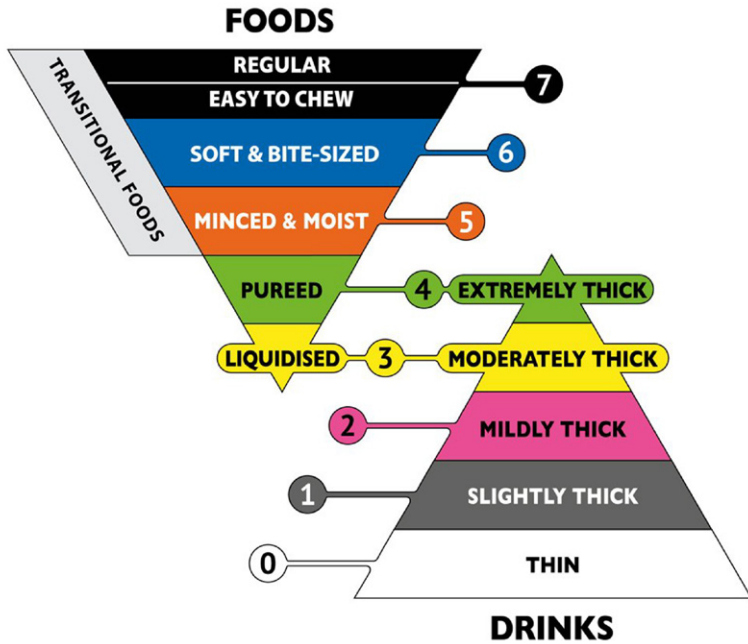 FOODS
REGULAR
EASY TO CHEW
7
TRANSITIONAL FOODS
SOFT & BITE-SIZED
6
MINCED & MOIST
5
PUREED
4
EXTREMELY THICK
LIQUIDISED
3
MODERATELY THICK
2
MILDLY THICK
1
SLIGHTLY THICK
0
THIN
DRINKS